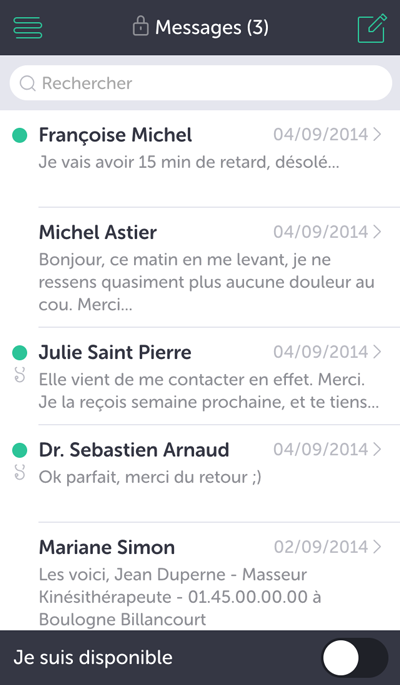 Messages (3)
Rechercher
Françoise Michel 04/09/2014
Je vais avoir 15 min de retard, désolé...
Michel Astier 04/09/2014
Bonjour, ce matin en me levant, je ne
ressens quasiment plus aucune douleur au
cou. Merci...
Julie Saint Pierre 04/09/2014
Elle vient de me contacter en effet. Merci.
Je la reçois semaine prochaine, et te tiens...
Dr. Sebastien Arnaud 04/09/2014
Ok parfait, merci du retour ;)
Mariane Simon 02/09/2014
Les voici, Jean Duperne - Masseur
Kinésithérapeute - 01.45.00.00.00 à
Boulogne Billancourt
Je suis disponible